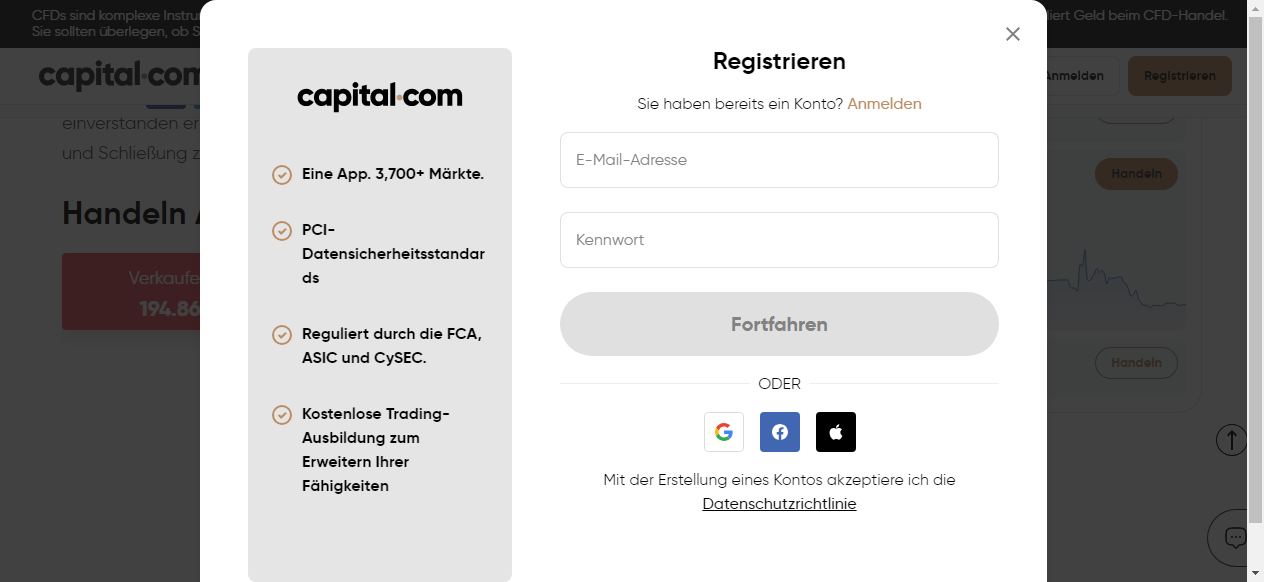 CFDs sind komplexe Instru
iert Geld beim CFD-Handel.
Sie sollten überlegen, ob S
capital.com
Anmelden
Registrieren
einverstanden er
und Schließung z
Handeln
Verkaufe
194.86
capital.com
Eine App. 3,700+ Märkte.
PCI-
Datensicherheitsstandar
ds
Reguliert durch die FCA,
ASIC und CySEC.
Kostenlose Trading-
Ausbildung zum
Erweitern Ihrer
Fähigkeiten
Registrieren
Sie haben bereits ein Konto? Anmelden
E-Mail-Adresse
Kennwort
Fortfahren
ODER
Mit der Erstellung eines Kontos akzeptiere ich die
Datenschutzrichtlinie
Handeln
Handeln